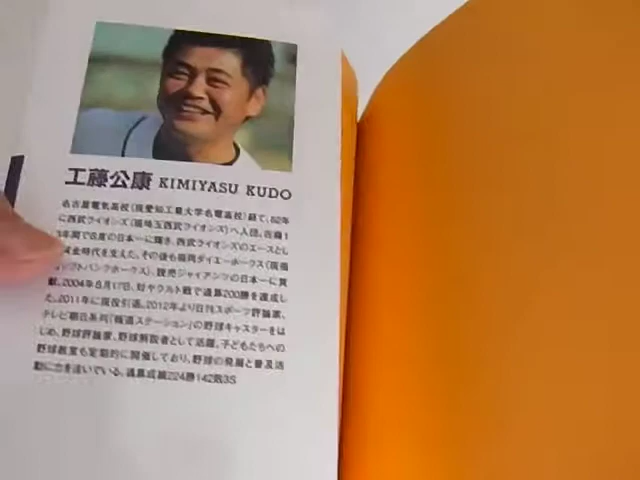 工藤公康 KIMIYASU KUDO
名古屋電気高校(現愛知工業大学名電高校)を経て、82年
に西武ライオンズ(現埼玉西武ライオンズ)へ入団。在籍1
3年間で8度の日本一に輝き、西武ライオンズのエースとし
黄金時代を支えた。その後も福岡ダイエーホークス(現福
ソフトバンクホークス)、読売ジャイアンツの日本一に貢
献。2004年8月17日、対ヤクルト戦で通算200勝を達成し
た。2011年に現役引退。2012年より日刊スポーツ評論家、
テレビ朝日系列「報道ステーション」の野球キャスターをは
じめ、野球評論家、野球解説者として活躍。子どもたちへの
野球教室も定期的に開催しており、野球の発展と普及活
動に力を注いでいる。通算成績224勝142敗3S